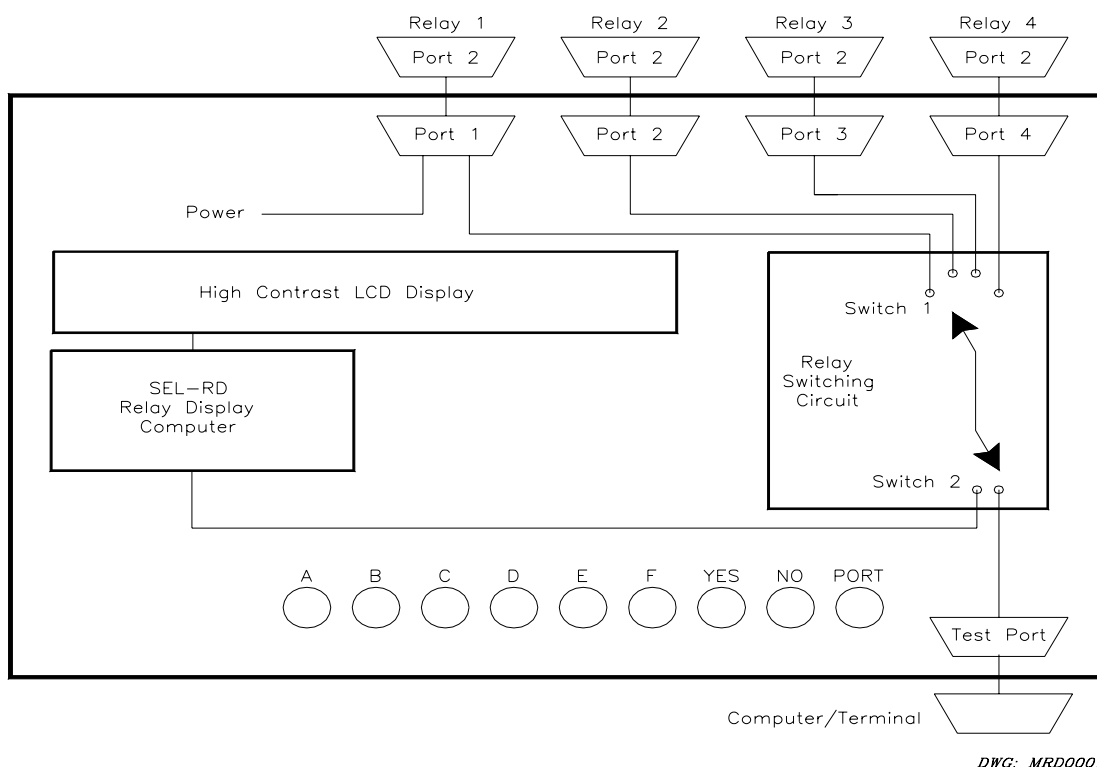 Relay 1 Relay 2 Relay 3 Relay 4
Port 2 Port 2 Port 2 Port 2
Port 1 Port 2 Port 3 Port 4
Power
High Contrast LCD Display
Switch 1
SEL-RD
Relay Display
Computer
Relay
Switching
Circuit
Switch 2
A B C D E F YES NO PORT
Test Port
Computer/Terminal
DWG: MRD000